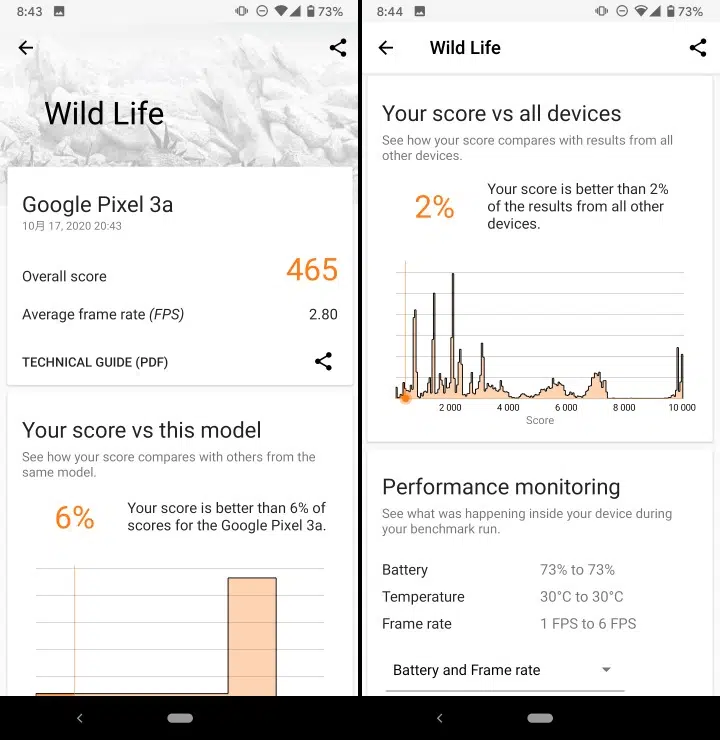 8:43
73%
Wild Life
Google Pixel 3a
10月 17, 2020 20:43
Overall score
465
Average frame rate (FPS)
2.80
TECHNICAL GUIDE (PDF)
Your score vs this model
See how your score compares with others from the
same model.
6%
Your score is better than 6% of
scores for the Google Pixel 3a.
8:44
73%
Wild Life
Your score vs all devices
See how your score compares with results from all
other devices.
2%
Your score is better than 2%
of the results from all other
devices.
2 000 4 000 6 000 8 000 10 000
Score
Performance monitoring
See what was happening inside your device during
your benchmark run.
Battery 73% to 73%
Temperature 30°C to 30°C
Frame rate 1 FPS to 6 FPS
Battery and Frame rate